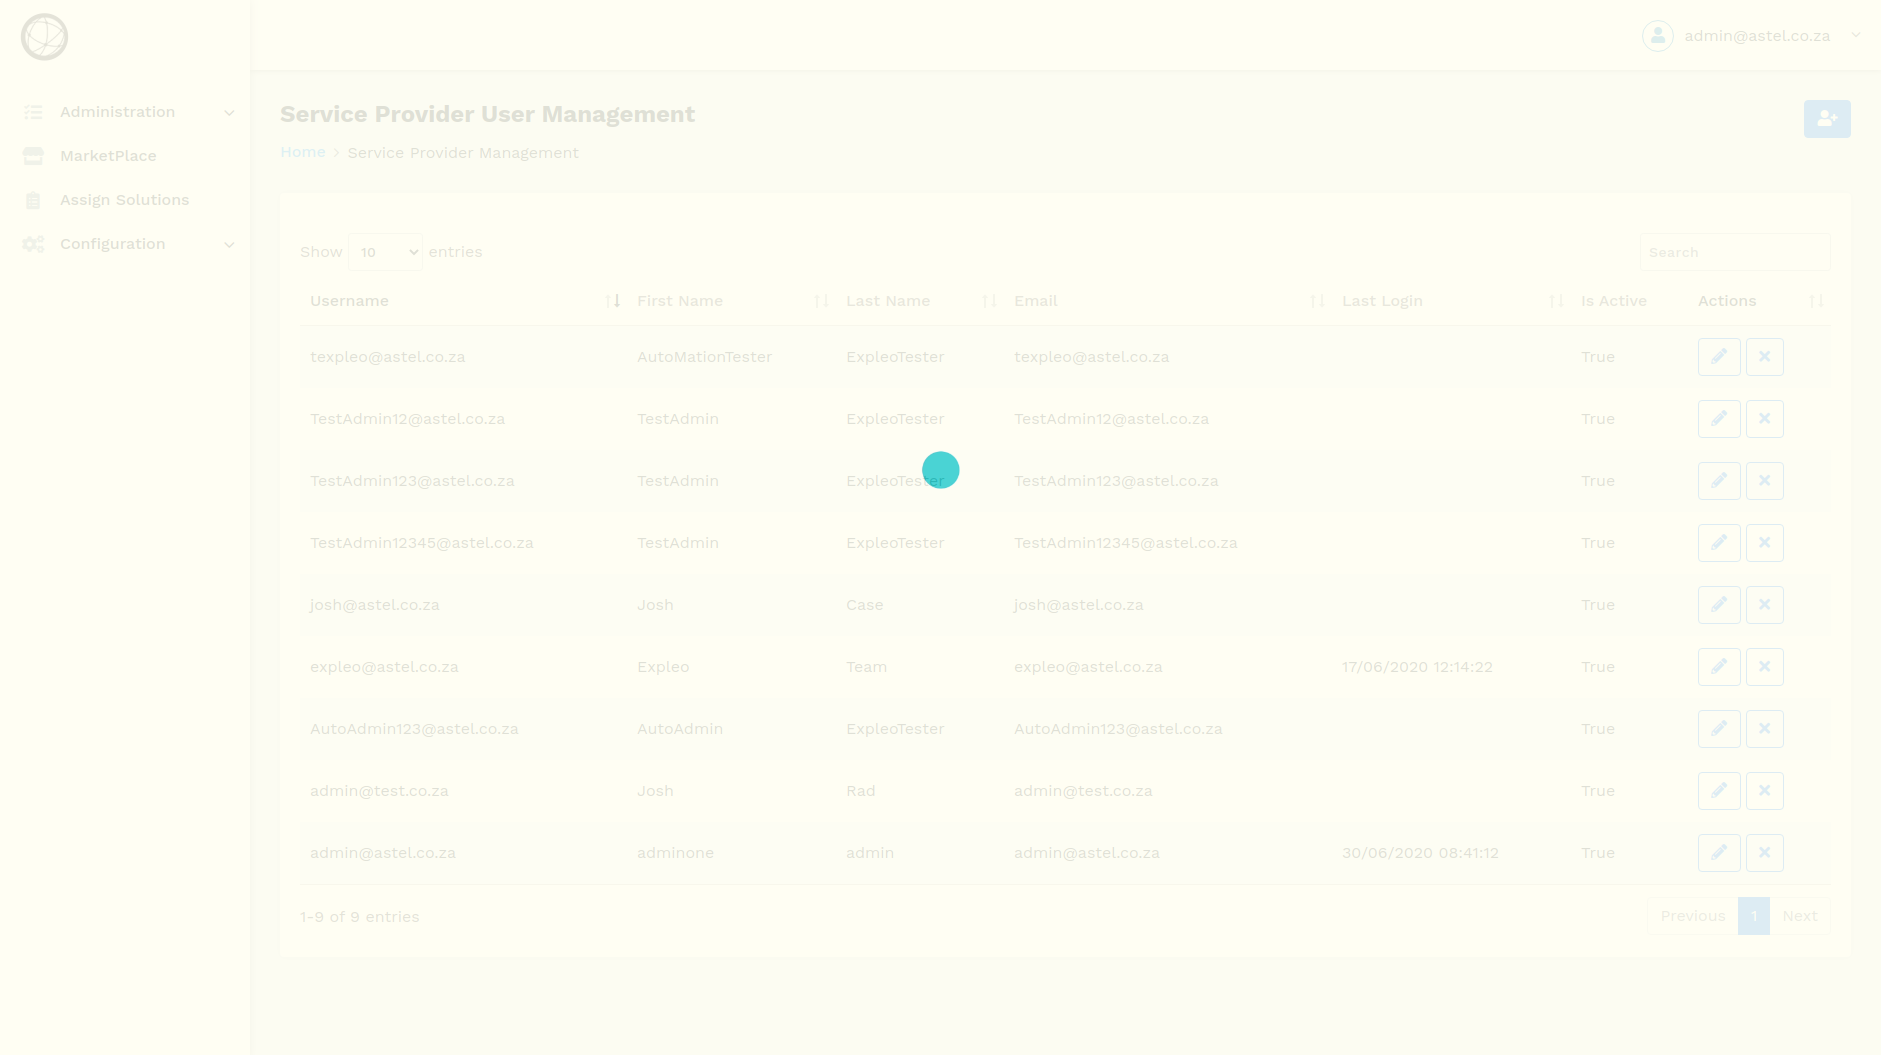 admin@astel.co.za
Administration
MarketPlace
Assign Solutions
Configuration
Service Provider User Management
Home > Service Provider Management
Show 10 entries
Search
Username First Name Last Name Email Last Login Is Active Actions
texpleo@astel.co.za AutoMationTester ExpleoTester texpleo@astel.co.za True
TestAdmin12@astel.co.za TestAdmin ExpleoTester TestAdmin12@astel.co.za True
TestAdmin123@astel.co.za TestAdmin ExpleoTester TestAdmin123@astel.co.za True
TestAdmin12345@astel.co.za TestAdmin ExpleoTester TestAdmin12345@astel.co.za True
josh@astel.co.za Josh Case josh@astel.co.za True
expleo@astel.co.za Expleo Team expleo@astel.co.za 17/06/2020 12:14:22 True
AutoAdmin123@astel.co.za AutoAdmin ExpleoTester AutoAdmin123@astel.co.za True
admin@test.co.za Josh Rad admin@test.co.za True
admin@astel.co.za adminone admin admin@astel.co.za 30/06/2020 08:41:12 True
1-9 of 9 entries
Previous 1 Next